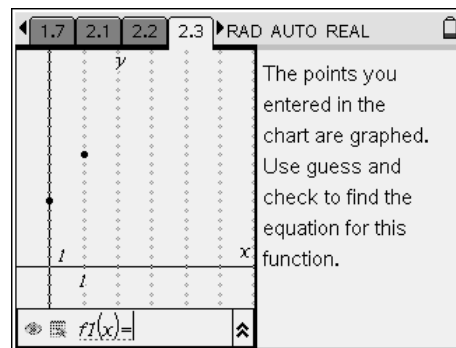 1.7 2.1 2.2 2.3 RAD AUTO REAL
y
The points you
entered in the
chart are graphed.
Use guess and
check to find the
equation for this
function.
1 x
1
f1(x)=